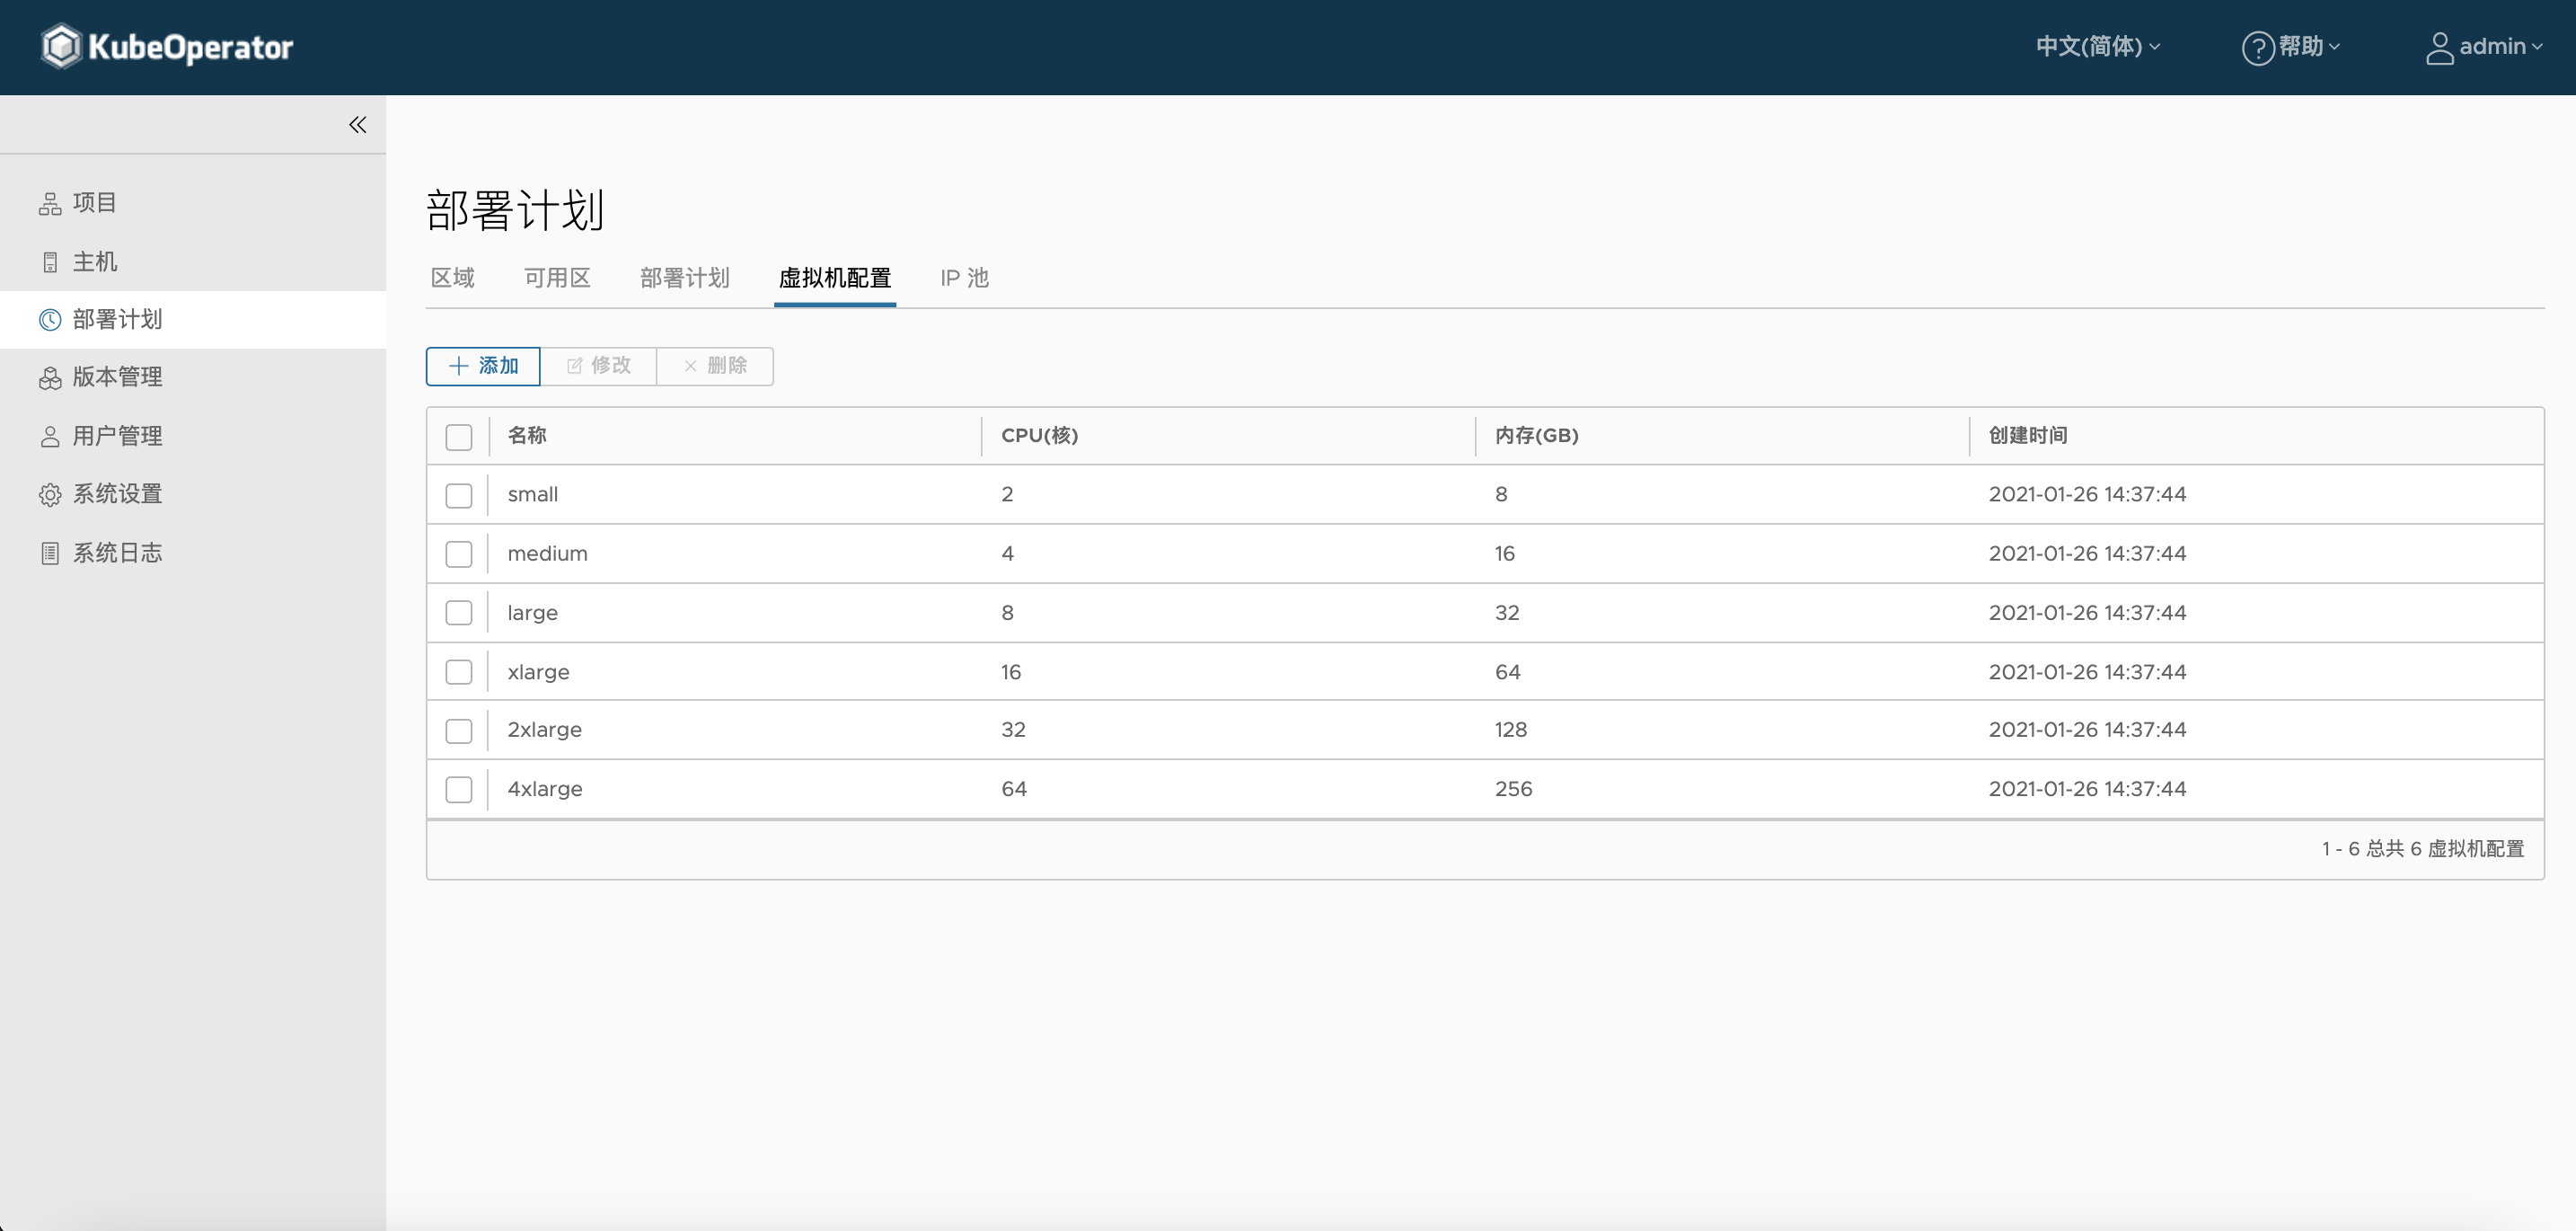 KubeOperator
中文(简体)
帮助
admin
项目
主机
部署计划
版本管理
用户管理
系统设置
系统日志
部署计划
区域 可用区 部署计划 虚拟机配置 IP 池
添加 修改 删除
名称 CPU(核) 内存(GB) 创建时间
small 2 8 2021-01-26 14:37:44
medium 4 16 2021-01-26 14:37:44
large 8 32 2021-01-26 14:37:44
xlarge 16 64 2021-01-26 14:37:44
2xlarge 32 128 2021-01-26 14:37:44
4xlarge 64 256 2021-01-26 14:37:44
1 - 6 总共 6 虚拟机配置